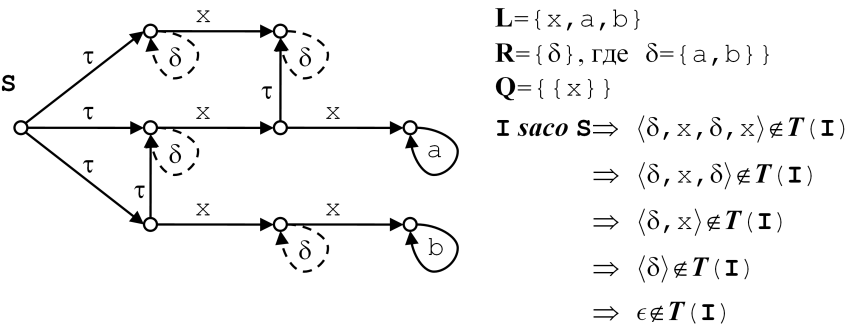 S
τ
x
δ
δ
τ
τ
x
x
δ
a
τ
τ
x
x
δ
b
L={x,a,b}
R={δ}, где δ={a,b}}
Q={{x}}
I saco S⇒ ⟨δ,x,δ,x⟩∉T(I)
⇒ ⟨δ,x,δ⟩∉T(I)
⇒ ⟨δ,x⟩∉T(I)
⇒ ⟨δ⟩∉T(I)
⇒ ϵ∉T(I)